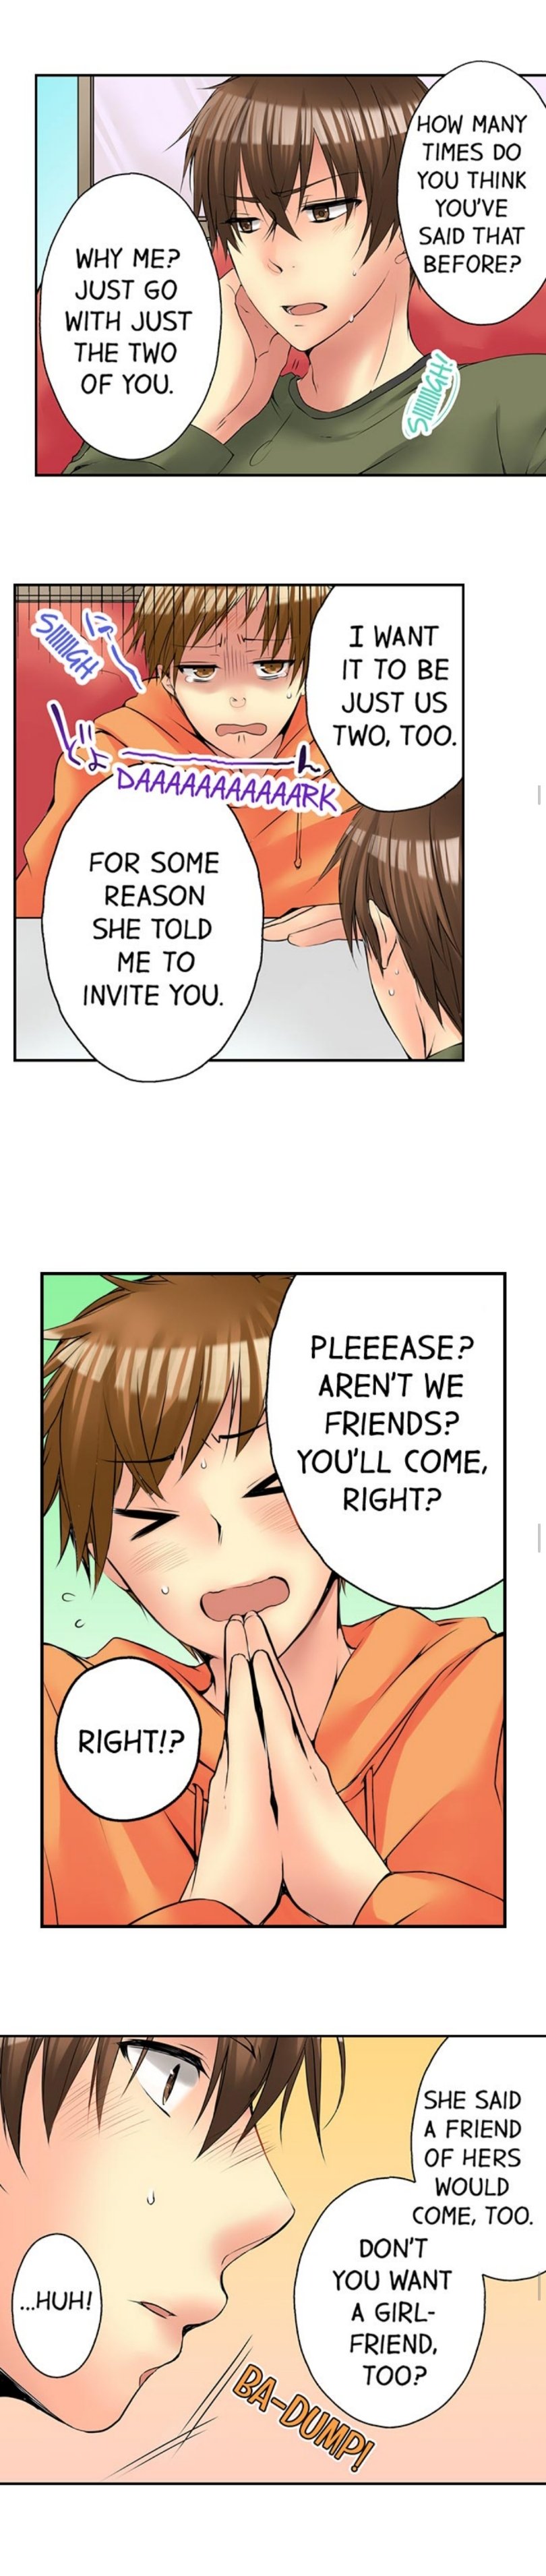 HOW MANY
TIMES DO
YOU THINK
YOU'VE
SAID THAT
BEFORE?
WHY ME?
JUST GO
WITH JUST
THE TWO
OF YOU.
SIIIIIGH!
I WANT
IT TO BE
JUST US
TWO, TOO.
SIIIIIGH
DAAAAAAAAAAARK
FOR SOME
REASON
SHE TOLD
ME TO
INVITE YOU.
PLEEEASE?
AREN'T WE
FRIENDS?
YOU'LL COME,
RIGHT?
RIGHT!?
SHE SAID
A FRIEND
OF HERS
WOULD
COME, TOO.
DON'T
YOU WANT
A GIRL-
FRIEND,
TOO?
...HUH!
BA-DUMP!